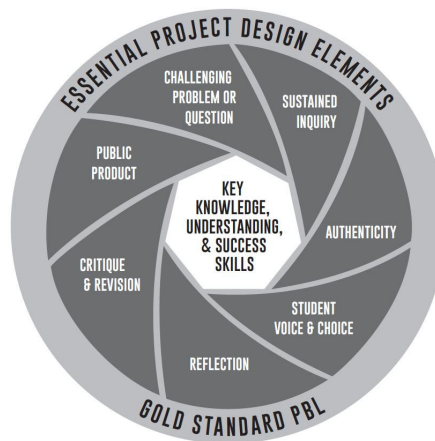 ESSENTIAL PROJECT DESIGN ELEMENTS
CHALLENGING
PROBLEM OR
QUESTION
SUSTAINED
INQUIRY
AUTHENTICITY
STUDENT
VOICE & CHOICE
REFLECTION
CRITIQUE
& REVISION
PUBLIC
PRODUCT
KEY
KNOWLEDGE,
UNDERSTANDING,
& SUCCESS
SKILLS
GOLD STANDARD PBL